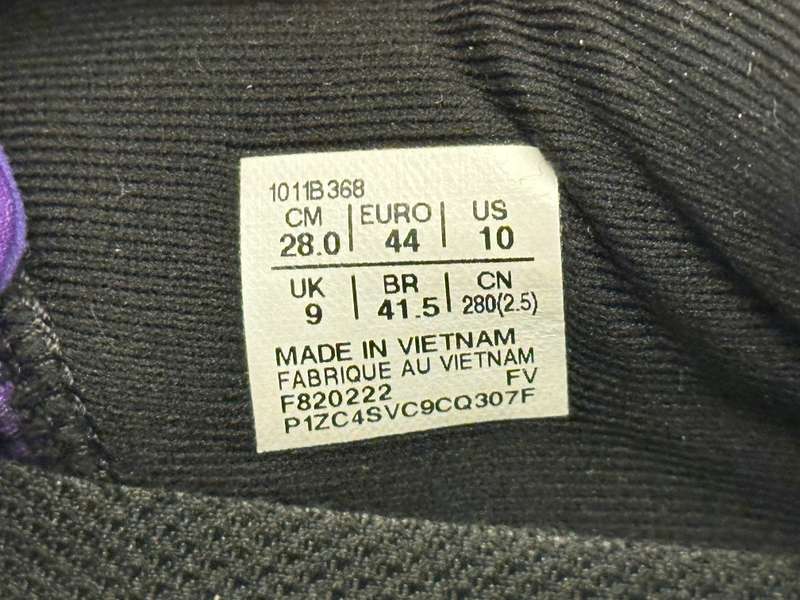 1011B368
CM | EURO | US
28.0 | 44 | 10
UK | BR | CN
9 | 41.5 | 280(2.5)
MADE IN VIETNAM
FABRIQUE AU VIETNAM
F820222 FV
P1ZC4SVC9CQ307F